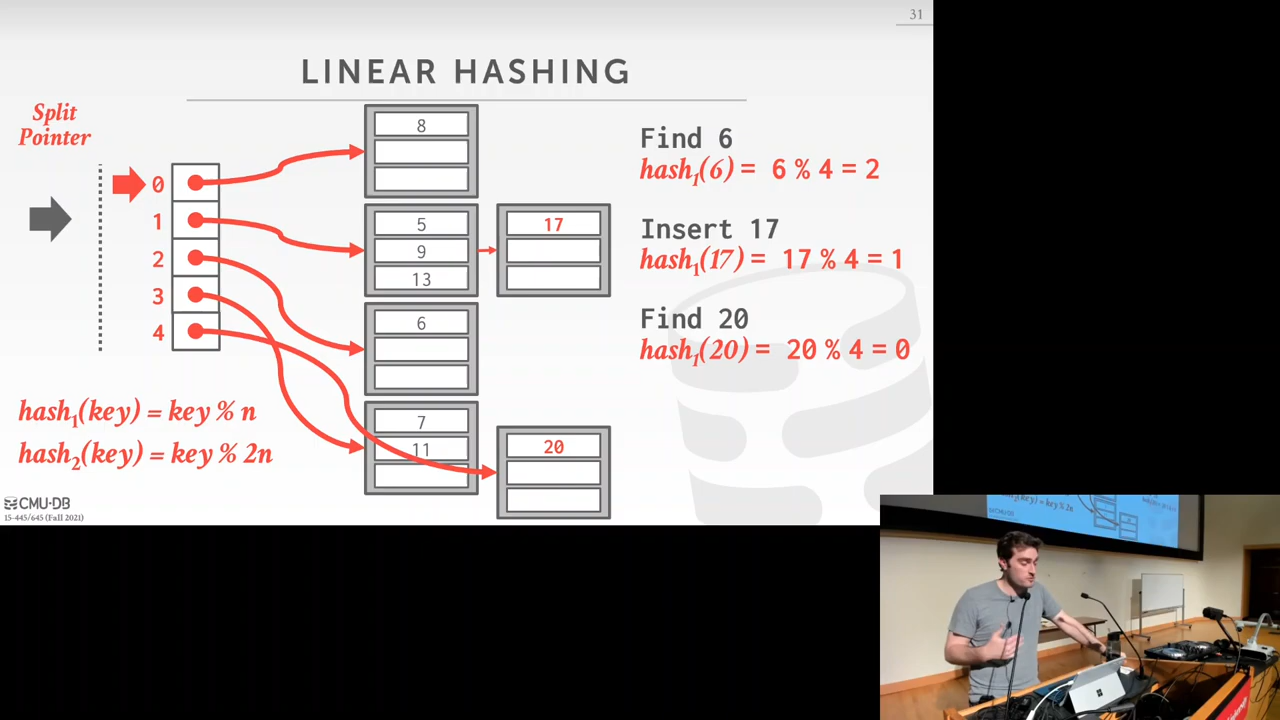 31
LINEAR HASHING
Split
Pointer
0
1
2
3
4
8
5
9
13
17
6
7
11
20
Find 6
hash₁(6) = 6 % 4 = 2
Insert 17
hash₁(17) = 17 % 4 = 1
Find 20
hash₁(20) = 20 % 4 = 0
hash₁(key) = key % n
hash₂(key) = key % 2n
CMU·DB
15-445/645 (Fall 2021)